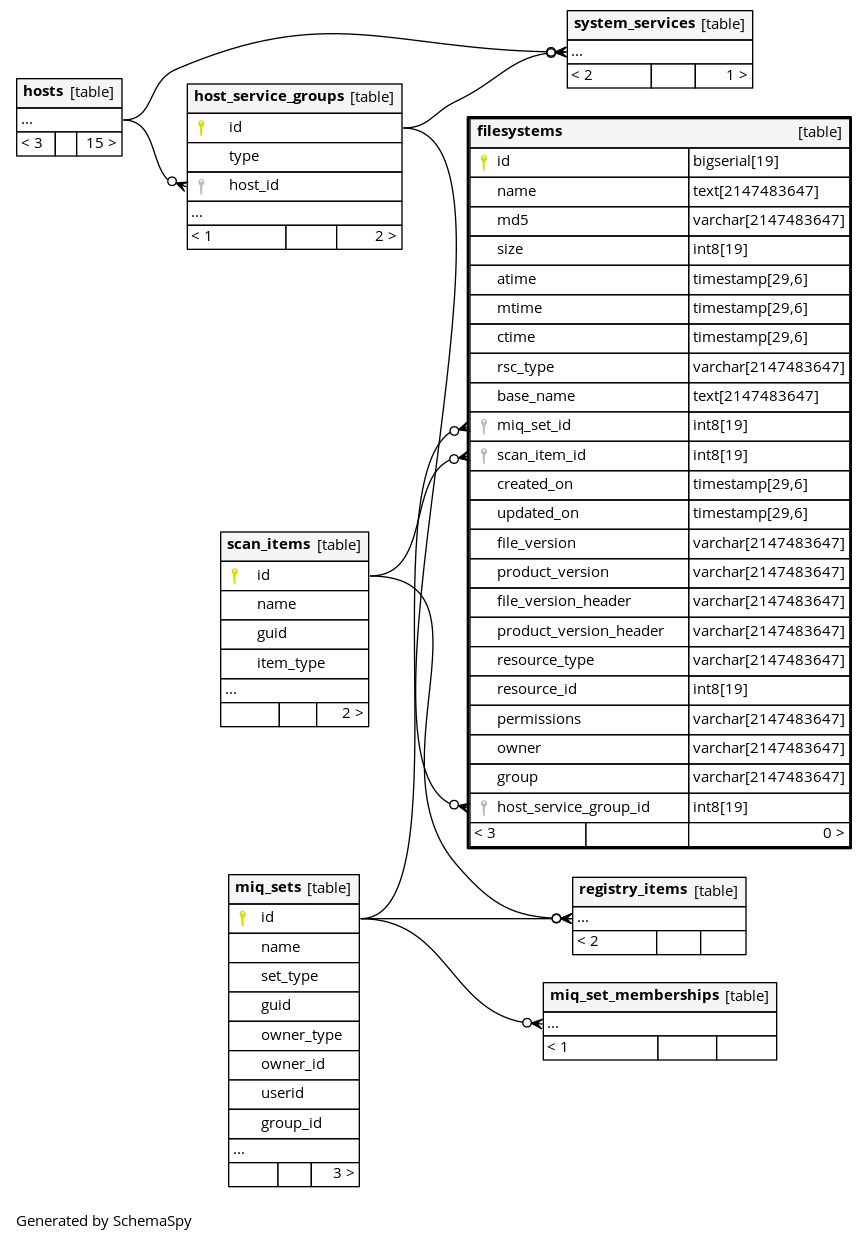 system_services [table]
...
< 2 1 >
hosts [table]
...
< 3 15 >
host_service_groups [table]
id
type
host_id
...
< 1 2 >
filesystems [table]
id bigserial[19]
name text[2147483647]
md5 varchar[2147483647]
size int8[19]
atime timestamp[29,6]
mtime timestamp[29,6]
ctime timestamp[29,6]
rsc_type varchar[2147483647]
base_name text[2147483647]
miq_set_id int8[19]
scan_item_id int8[19]
created_on timestamp[29,6]
updated_on timestamp[29,6]
file_version varchar[2147483647]
product_version varchar[2147483647]
file_version_header varchar[2147483647]
product_version_header varchar[2147483647]
resource_type varchar[2147483647]
resource_id int8[19]
permissions varchar[2147483647]
owner varchar[2147483647]
group varchar[2147483647]
host_service_group_id int8[19]
< 3 0 >
scan_items [table]
id
name
guid
item_type
...
2 >
miq_sets [table]
id
name
set_type
guid
owner_type
owner_id
userid
group_id
...
3 >
registry_items [table]
...
< 2
miq_set_memberships [table]
...
< 1
Generated by SchemaSpy